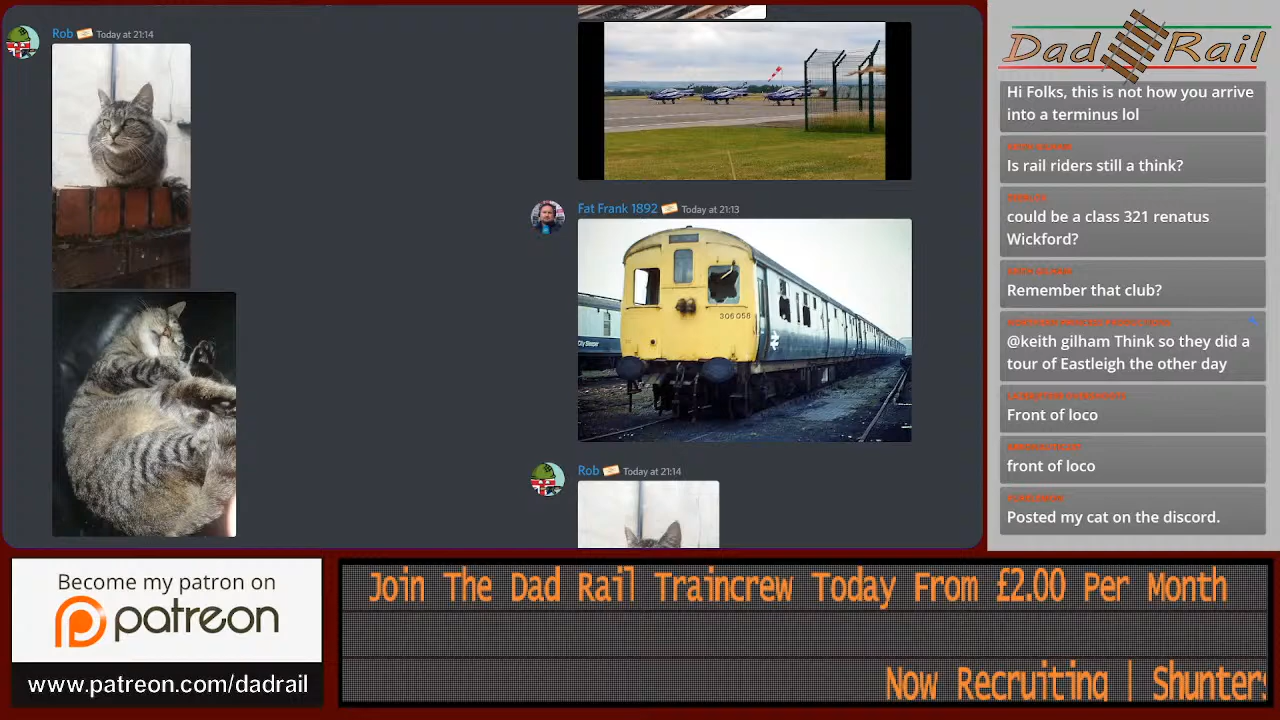 Rob Today at 21:14
Fat Frank 1892 Today at 21:13
306058
Rob Today at 21:14
Dad Rail
Hi Folks, this is not how you arrive
into a terminus lol
Is rail riders still a think?
could be a class 321 renatus
Wickford?
Remember that club?
@keith gilham Think so they did a
tour of Eastleigh the other day
Front of loco
front of loco
Posted my cat on the discord.
Become my patron on
patreon
www.patreon.com/dadrail
Join The Dad Rail Traincrew Today From £2.00 Per Month
Now Recruiting | Shunters